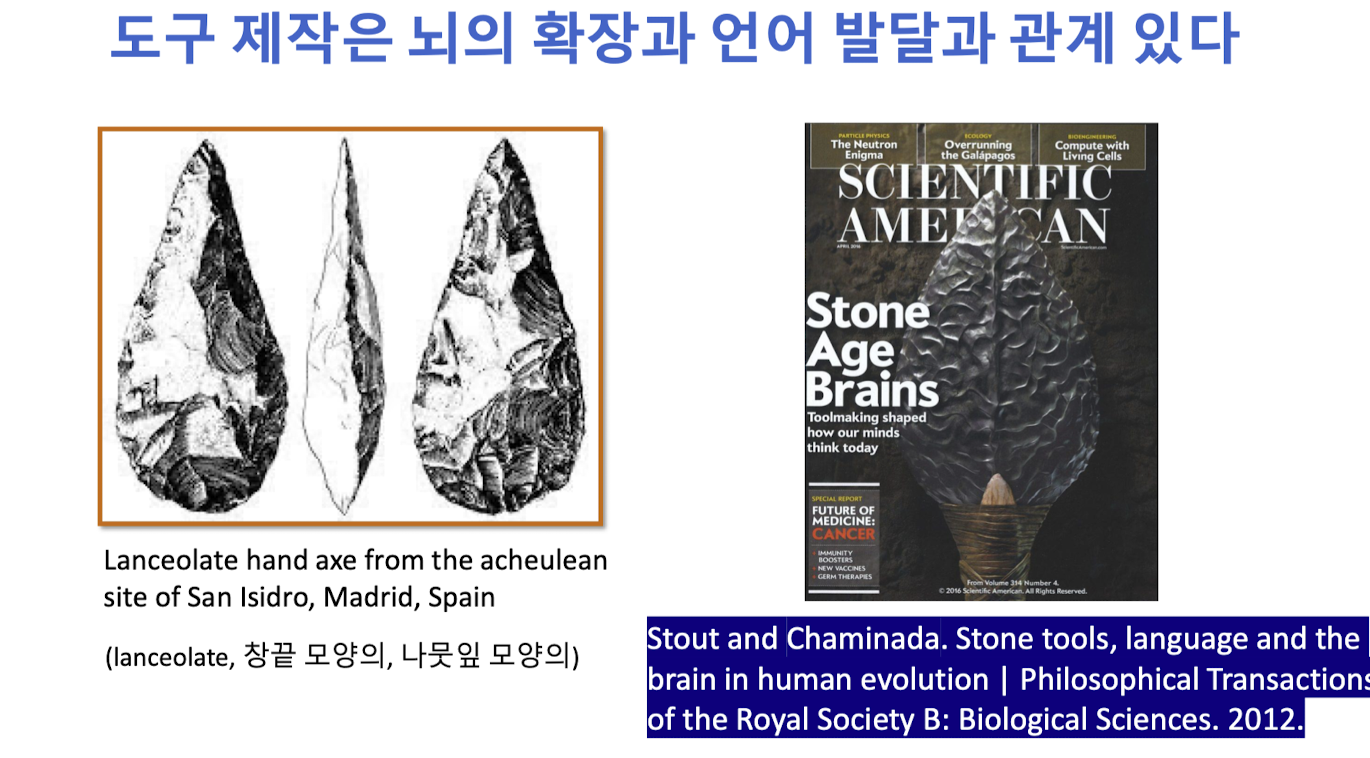 도구 제작은 뇌의 확장과 언어 발달과 관계 있다
Lanceolate hand axe from the acheulean
site of San Isidro, Madrid, Spain
(lanceolate, 창끝 모양의, 나뭇잎 모양의)
PARTICLE PHYSICS
The Neutron
Enigma
ECOLOGY
Overrunning
the Galápagos
BIOENGINEERING
Compute with
Living Cells
SCIENTIFIC
AMERICAN
APRIL 2016
ScientificAmerican.com
Stone
Age
Brains
Toolmaking shaped
how our minds
think today
SPECIAL REPORT
FUTURE OF
MEDICINE:
CANCER
IMMUNITY
BOOSTERS
NEW VACCINES
GERM THERAPIES
From Volume 314 Number 4.
© 2016 Scientific American. All Rights Reserved.
Stout and Chaminada. Stone tools, language and the
brain in human evolution | Philosophical Transactions
of the Royal Society B: Biological Sciences. 2012.